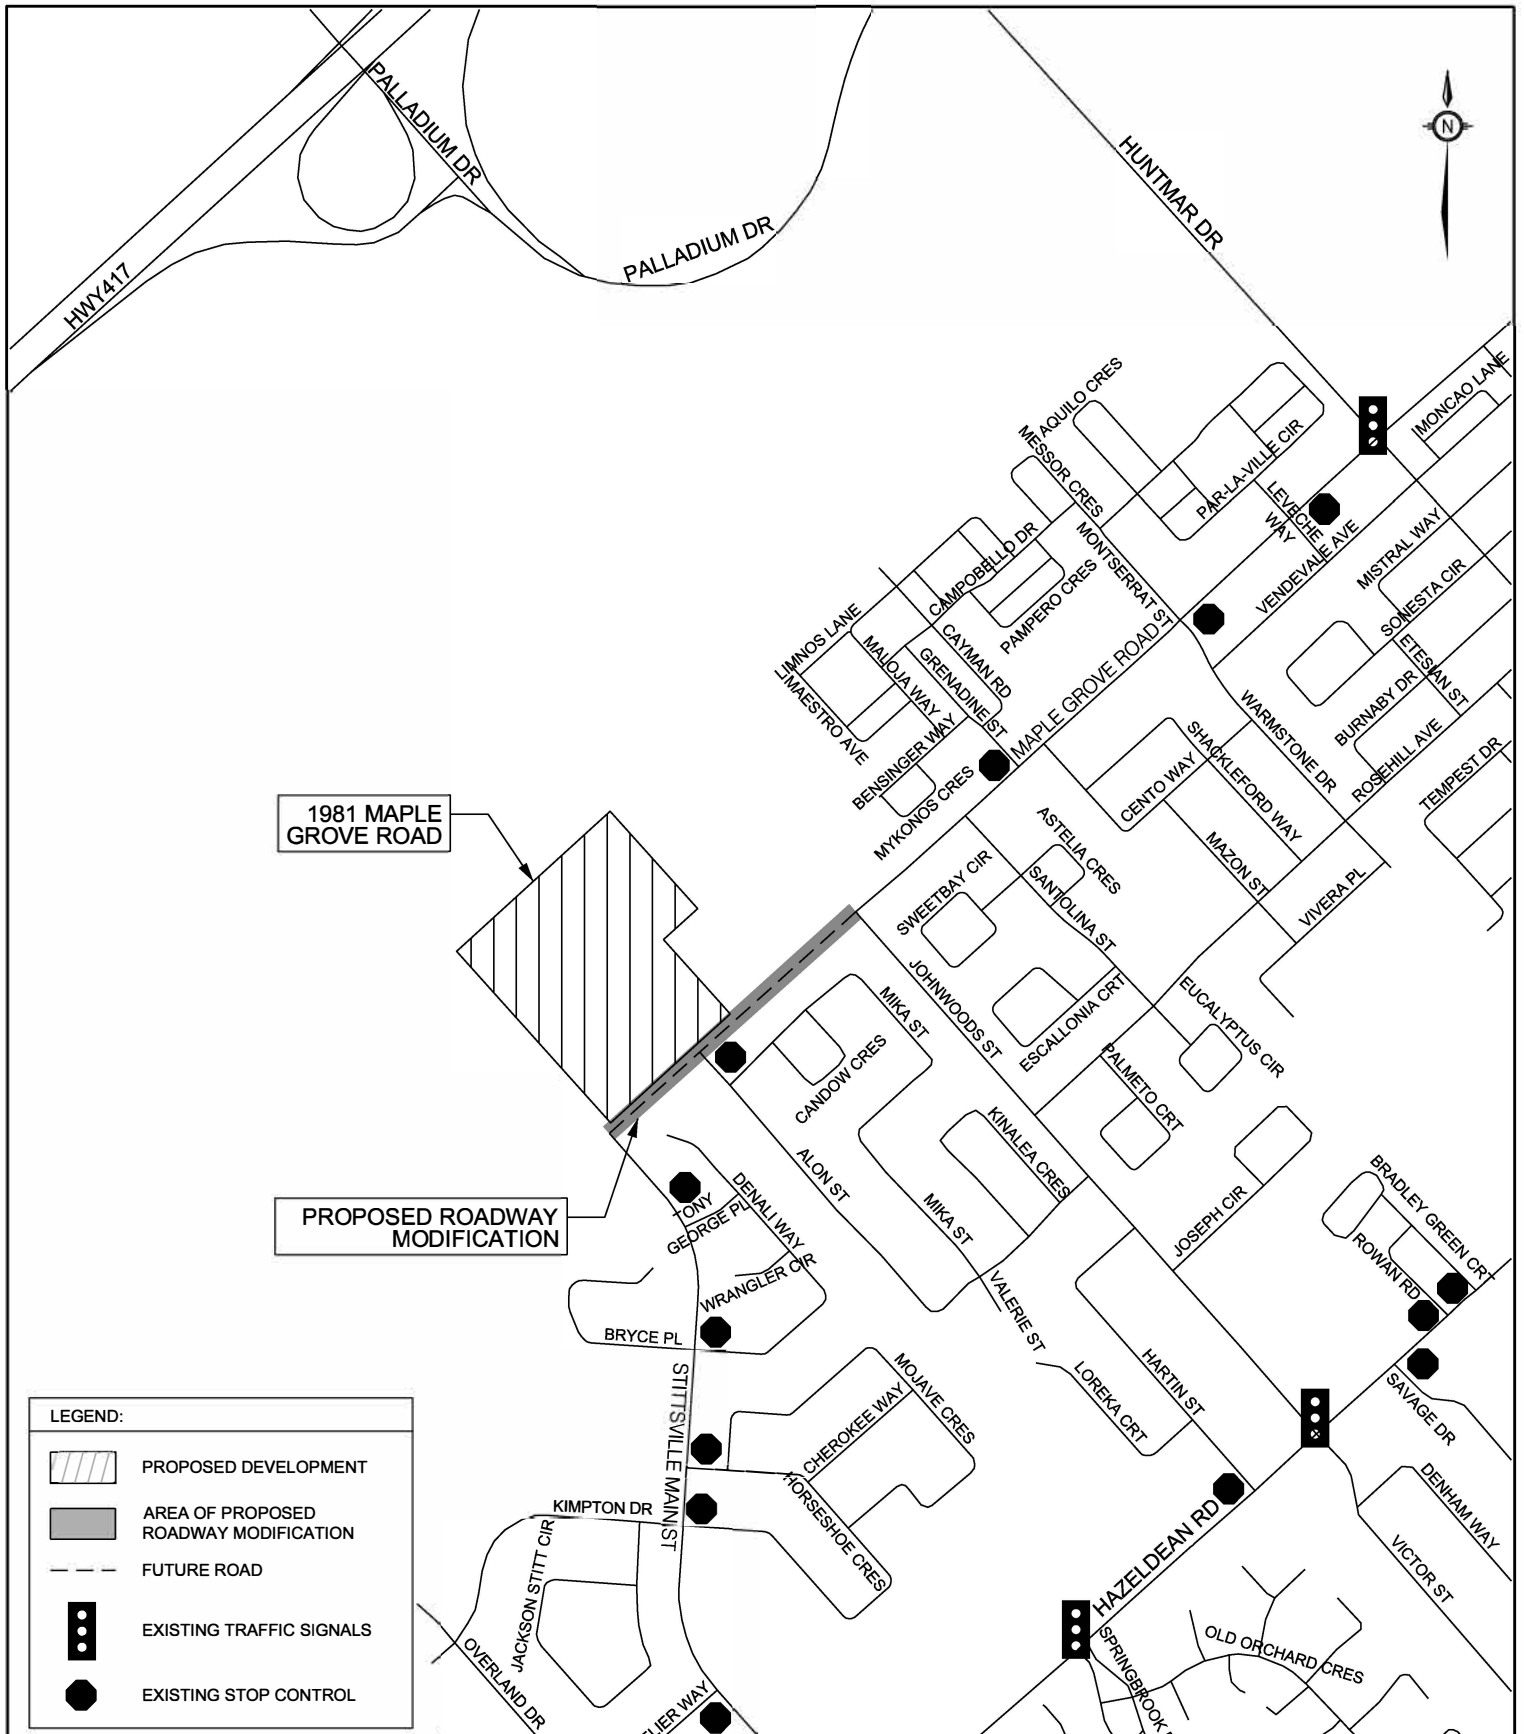 PALLADIUM DR
HUNTMAR DR
N
PALLADIUM DR
HWY417
IMONCAO LANE
AQUILO CRES
MESSOR CRES
PAR-LA-VILLE CIR
LEVECHE
WAY
MONTSERRAT ST
VENDEVALE AVE
MISTRAL WAY
CAMPOBELLO DR
PAMPERO CRES
SONESTA CIR
LIMNOS LANE
CAYMAN RD
ETESIAN ST
MALOJA WAY
GRENADINE ST
MAPLE GROVE ROAD
LIMAESTRO AVE
BURNABY DR
WARMSTONE DR
ROSEHILL AVE
BENSINGER WAY
SHACKLEFORD WAY
TEMPEST DR
CENTO WAY
MYKONOS CRES
1981 MAPLE
GROVE ROAD
ASTELIA CRES
MAZON ST
SWEETBAY CIR
SANTOLINA ST
VIVERA PL
JOHNWOODS ST
MIKA ST
ESCALLONIA CRT
EUCALYPTUS CIR
CANDOW CRES
PALMETO CRT
KINALEA CRES
ALON ST
BRADLEY GREEN CRT
DENALI WAY
TONY
GEORGE PL
MIKA ST
JOSEPH CIR
ROWAN RD
PROPOSED ROADWAY
MODIFICATION
WRANGLER CIR
VALERIE ST
BRYCE PL
STITTSVILLE MAIN ST
MOJAVE CRES
CHEROKEE WAY
LOREKA CRT
HARTIN ST
SAVAGE DR
HORSESHOE CRES
KIMPTON DR
DENHAM WAY
HAZELDEAN RD
VICTOR ST
JACKSON STITT CIR
OVERLAND DR
SPRINGBROOK
OLD ORCHARD CRES
ELIER WAY
LEGEND:
PROPOSED DEVELOPMENT
AREA OF PROPOSED
ROADWAY MODIFICATION
FUTURE ROAD
EXISTING TRAFFIC SIGNALS
EXISTING STOP CONTROL